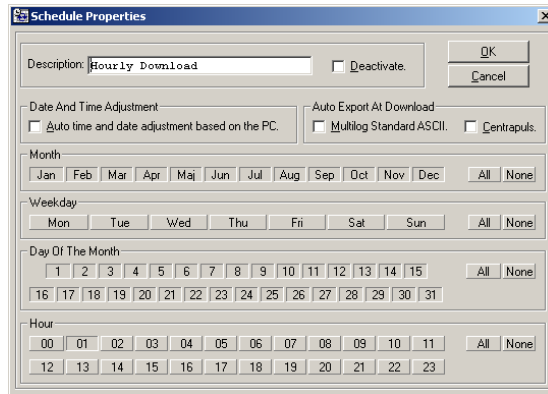 Schedule Properties
OK
Description: Hourly Download Deactivate.
Cancel
Date And Time Adjustment Auto Export At Download
Auto time and date adjustment based on the PC. Multilog Standard ASCII. Centrapuls.
Month
Jan Feb Mar Apr Maj Jun Jul Aug Sep Oct Nov Dec All None
Weekday
Mon Tue Wed Thu Fri Sat Sun All None
Day Of The Month
1 2 3 4 5 6 7 8 9 10 11 12 13 14 15 All None
16 17 18 19 20 21 22 23 24 25 26 27 28 29 30 31
Hour
00 01 02 03 04 05 06 07 08 09 10 11 All None
12 13 14 15 16 17 18 19 20 21 22 23